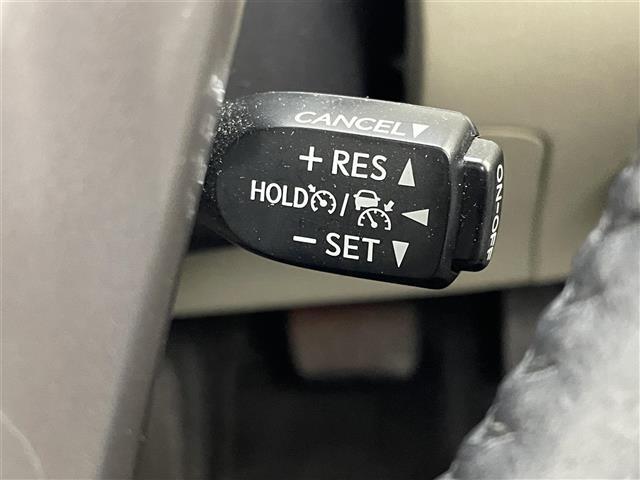 CANCEL▼
+ RES ▲
HOLD / ◀
− SET ▼
ON-OFF